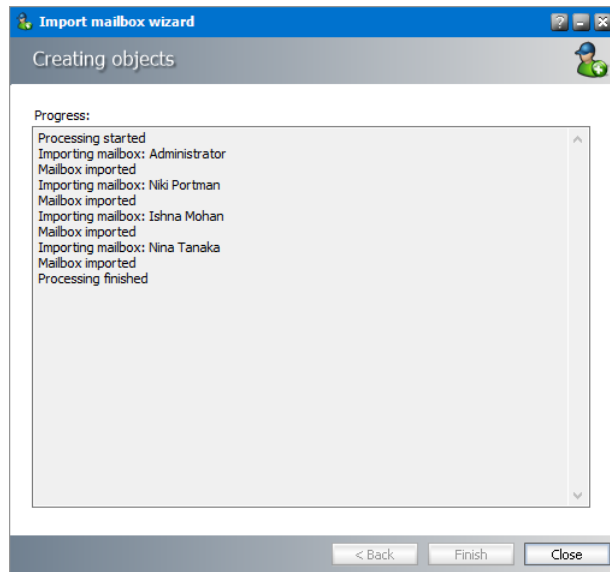 Import mailbox wizard
Creating objects
Progress:
Processing started
Importing mailbox: Administrator
Mailbox imported
Importing mailbox: Niki Portman
Mailbox imported
Importing mailbox: Ishna Mohan
Mailbox imported
Importing mailbox: Nina Tanaka
Mailbox imported
Processing finished
< Back Finish Close